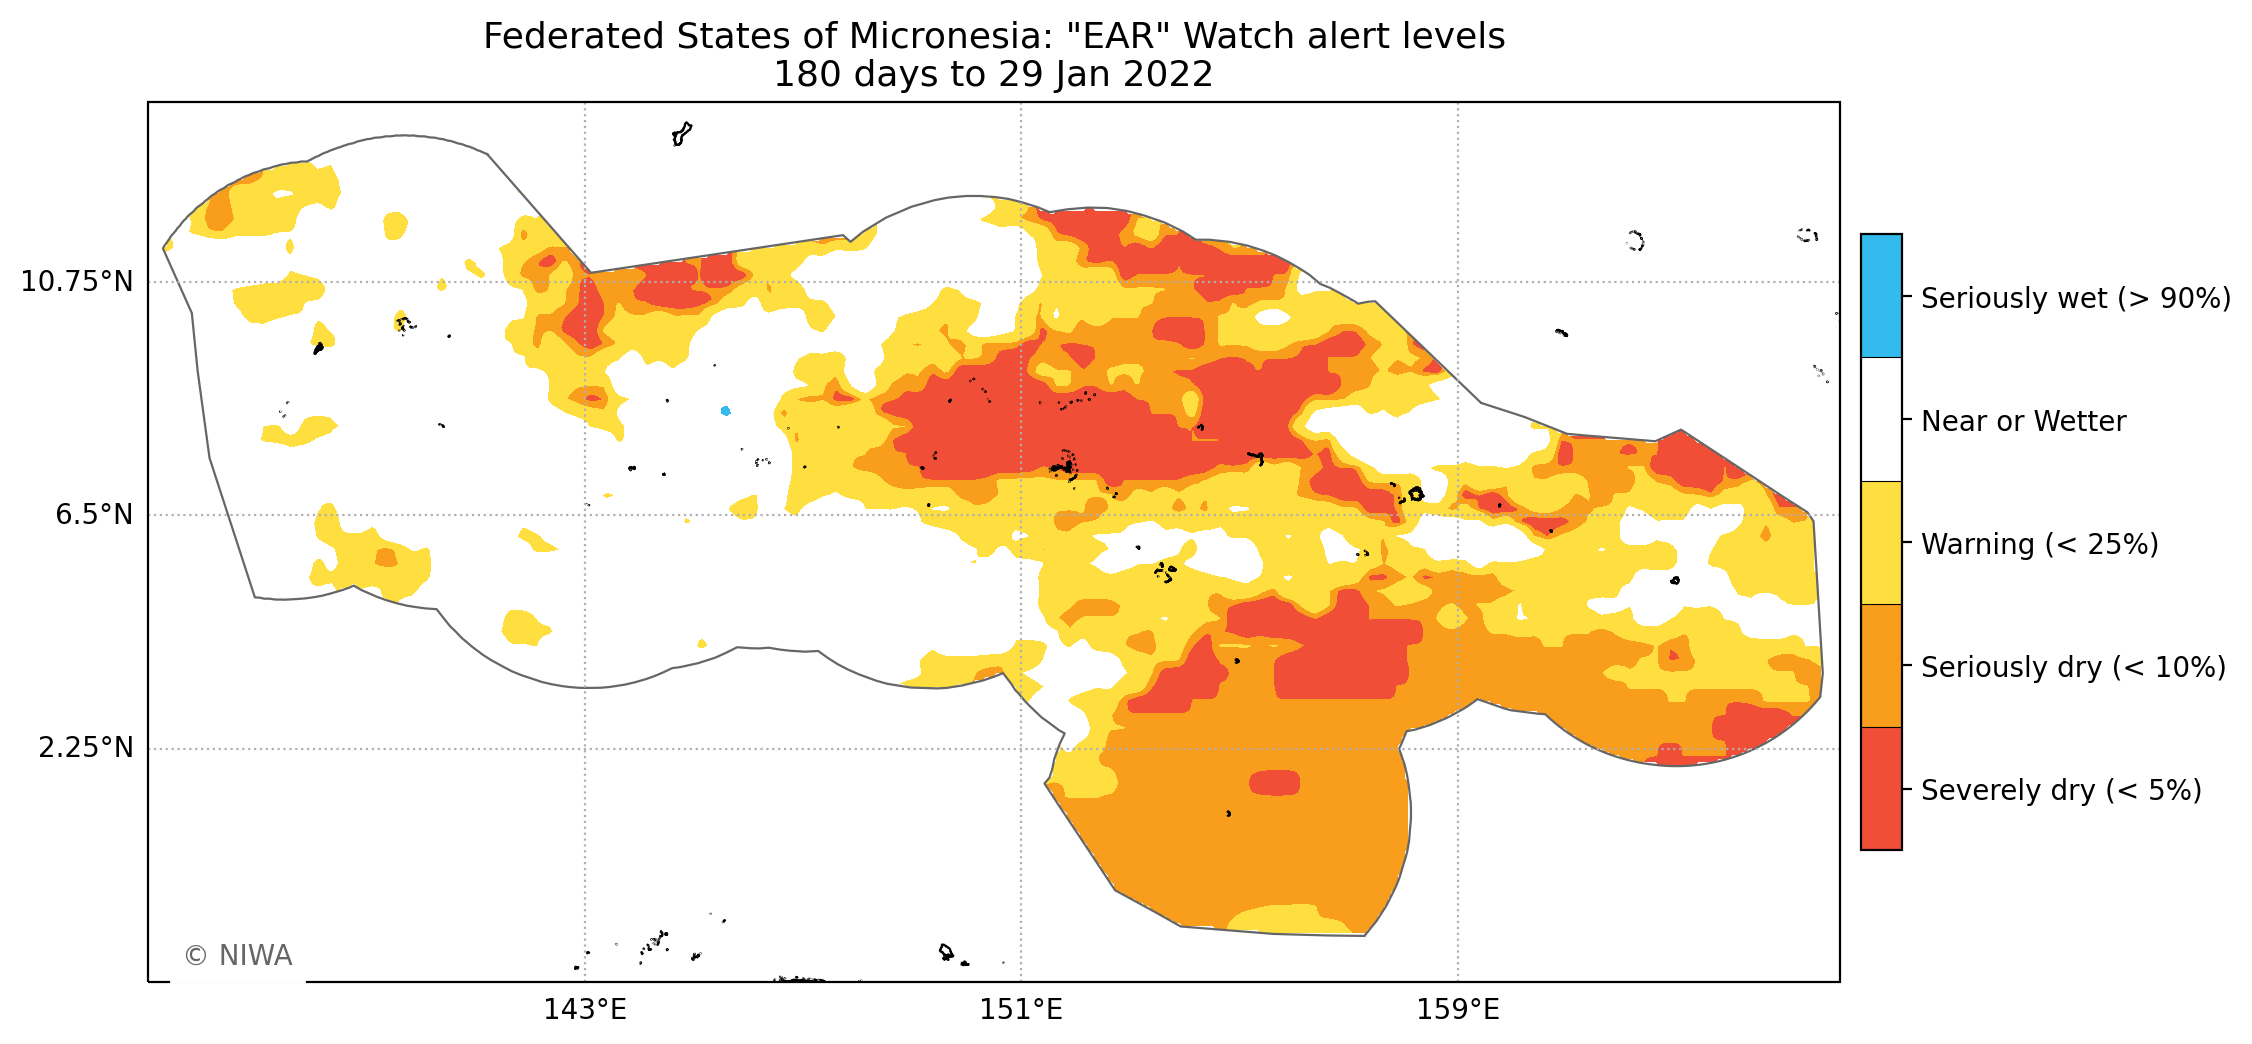 Federated States of Micronesia: "EAR" Watch alert levels
180 days to 29 Jan 2022
10.75°N
6.5°N
2.25°N
143°E
151°E
159°E
© NIWA
Seriously wet (> 90%)
Near or Wetter
Warning (< 25%)
Seriously dry (< 10%)
Severely dry (< 5%)